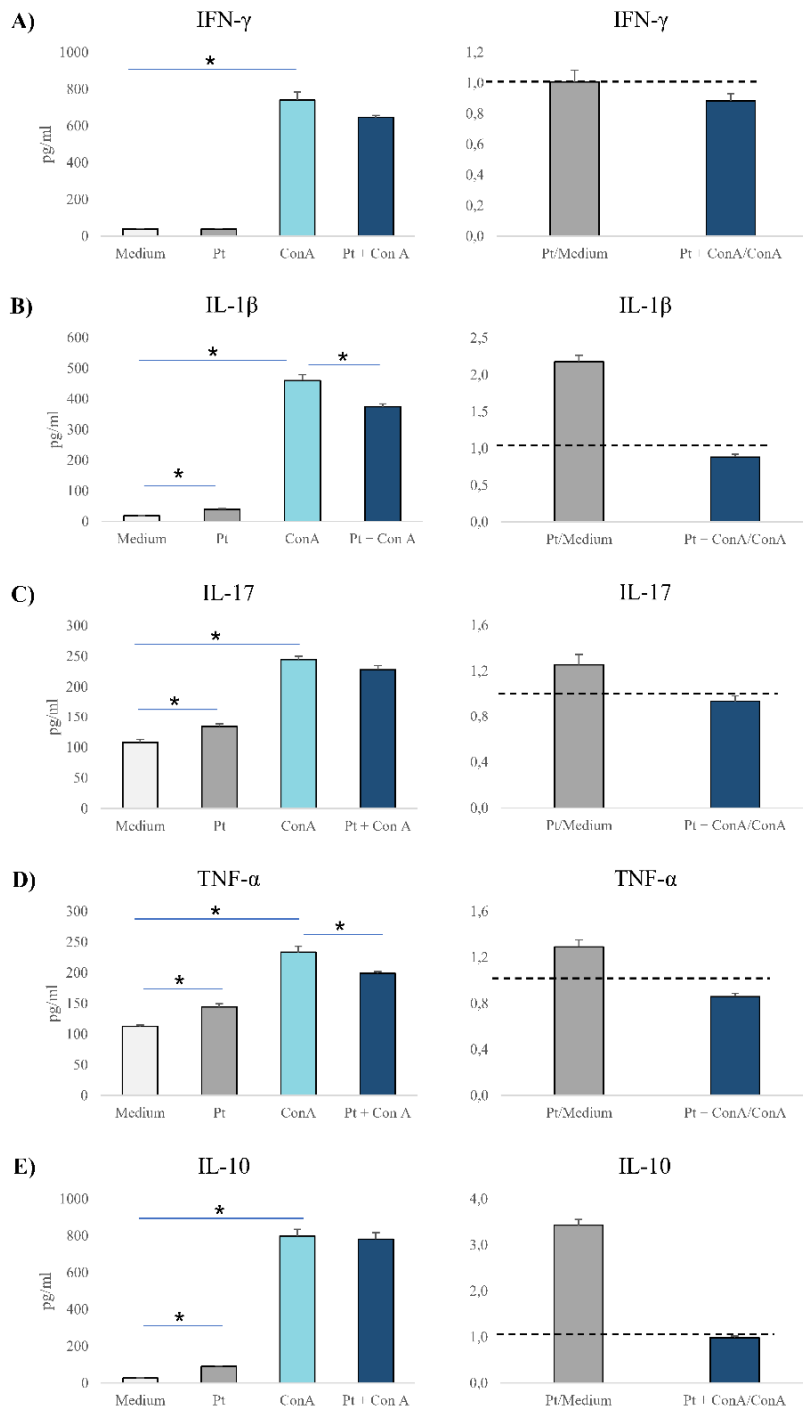 A)
IFN-γ
IFN-γ
pg/ml
1000
800
600
400
200
0
*
Medium Pt ConA Pt + Con A
1,2
1,0
0,8
0,6
0,4
0,2
0,0
Pt/Medium Pt + ConA/ConA
B)
IL-1β
IL-1β
pg/ml
600
500
400
300
200
100
0
*
*
*
Medium Pt ConA Pt + Con A
2,5
2,0
1,5
1,0
0,5
0,0
Pt/Medium Pt + ConA/ConA
C)
IL-17
IL-17
pg/ml
300
250
200
150
100
50
0
*
*
Medium Pt ConA Pt + Con A
1,6
1,2
0,8
0,4
0,0
Pt/Medium Pt + ConA/ConA
D)
TNF-α
TNF-α
pg/ml
300
250
200
150
100
50
0
*
*
*
Medium Pt ConA Pt + Con A
1,6
1,2
0,8
0,4
0,0
Pt/Medium Pt + ConA/ConA
E)
IL-10
IL-10
pg/ml
1000
800
600
400
200
0
*
*
Medium Pt ConA Pt + Con A
4,0
3,0
2,0
1,0
0,0
Pt/Medium Pt + ConA/ConA